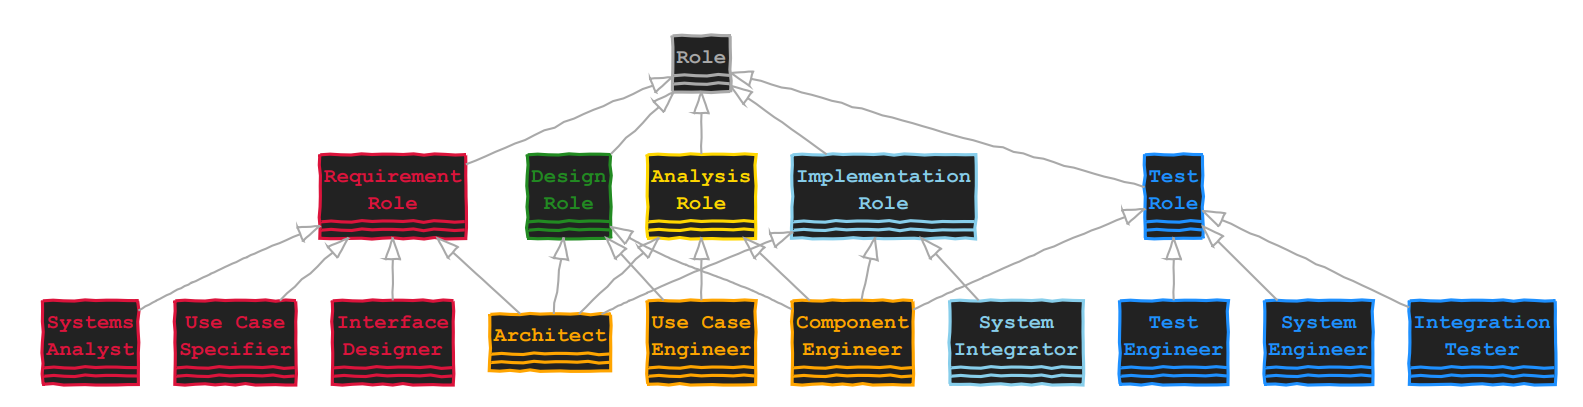 Role
Requirement
Role
Design
Role
Analysis
Role
Implementation
Role
Test
Role
Systems
Analyst
Use Case
Specifier
Interface
Designer
Architect
Use Case
Engineer
Component
Engineer
System
Integrator
Test
Engineer
System
Engineer
Integration
Tester